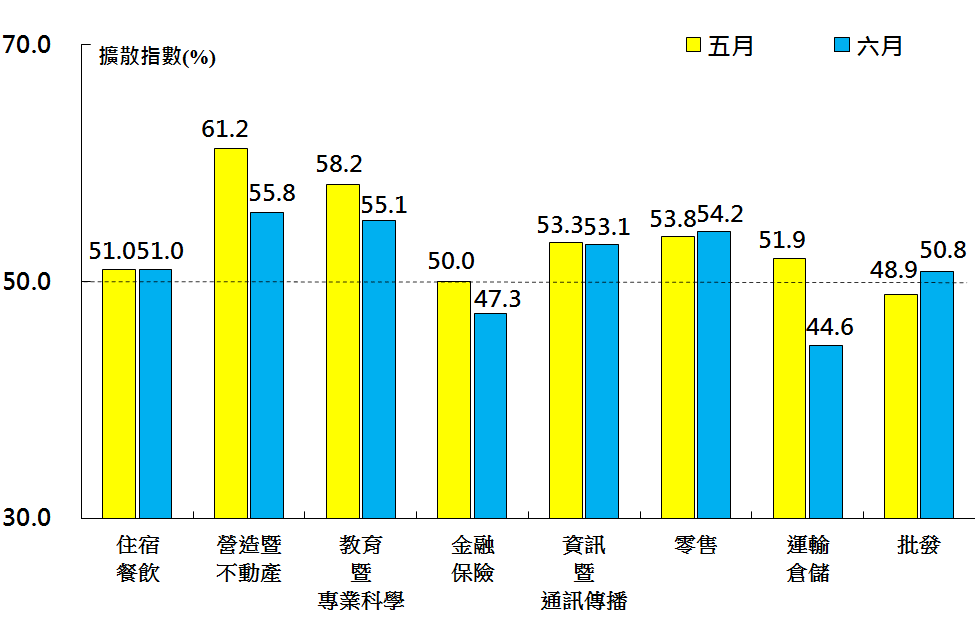 70.0
擴散指數(%)
五月
六月
61.2
58.2
55.8
55.1
53.3
53.1
53.8
54.2
51.0
51.0
50.0
51.9
50.8
48.9
47.3
44.6
50.0
30.0
住宿
餐飲
營造暨
不動產
教育
暨
專業科學
金融
保險
資訊
暨
通訊傳播
零售
運輸
倉儲
批發